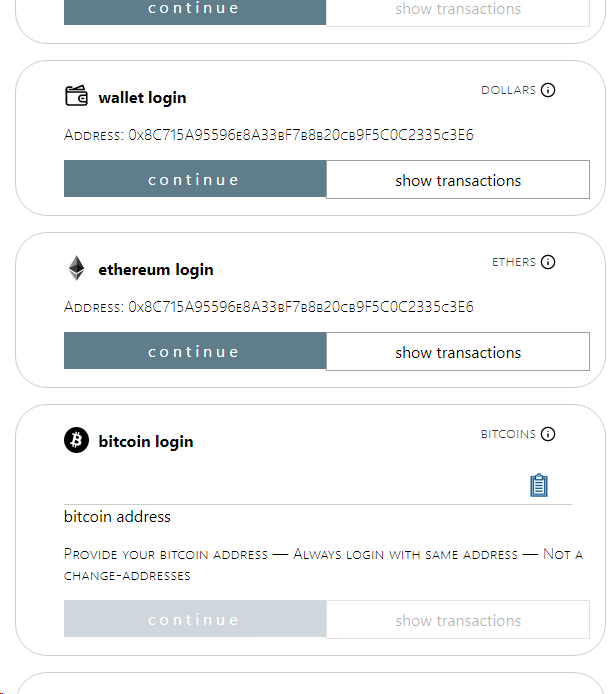 continue
show transactions
wallet login
DOLLARS
Address: 0x8C715A95596e8A33bF7b8b20cb9F5C0C2335c3E6
continue
show transactions
ethereum login
ETHERS
Address: 0x8C715A95596e8A33bF7b8b20cb9F5C0C2335c3E6
continue
show transactions
bitcoin login
BITCOINS
bitcoin address
Provide your bitcoin address — Always login with same address — Not a
change-addresses
continue
show transactions